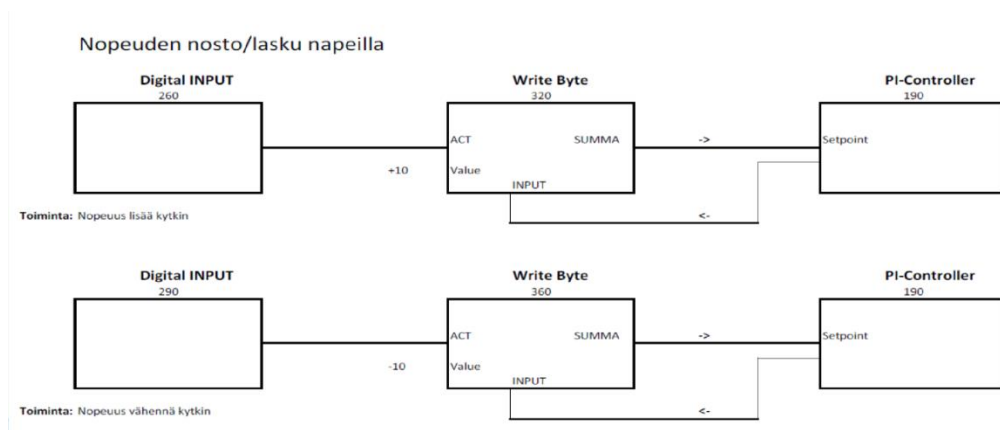 Nopeuden nosto/lasku napeilla
Digital INPUT Write Byte PI-Controller
260 320 190
ACT SUMMA -> Setpoint
+10 Value
INPUT
Toiminta: Nopeuus lisää kytkin <-
Digital INPUT Write Byte PI-Controller
290 360 190
ACT SUMMA -> Setpoint
-10 Value
INPUT
Toiminta: Nopeuus vähennä kytkin <-